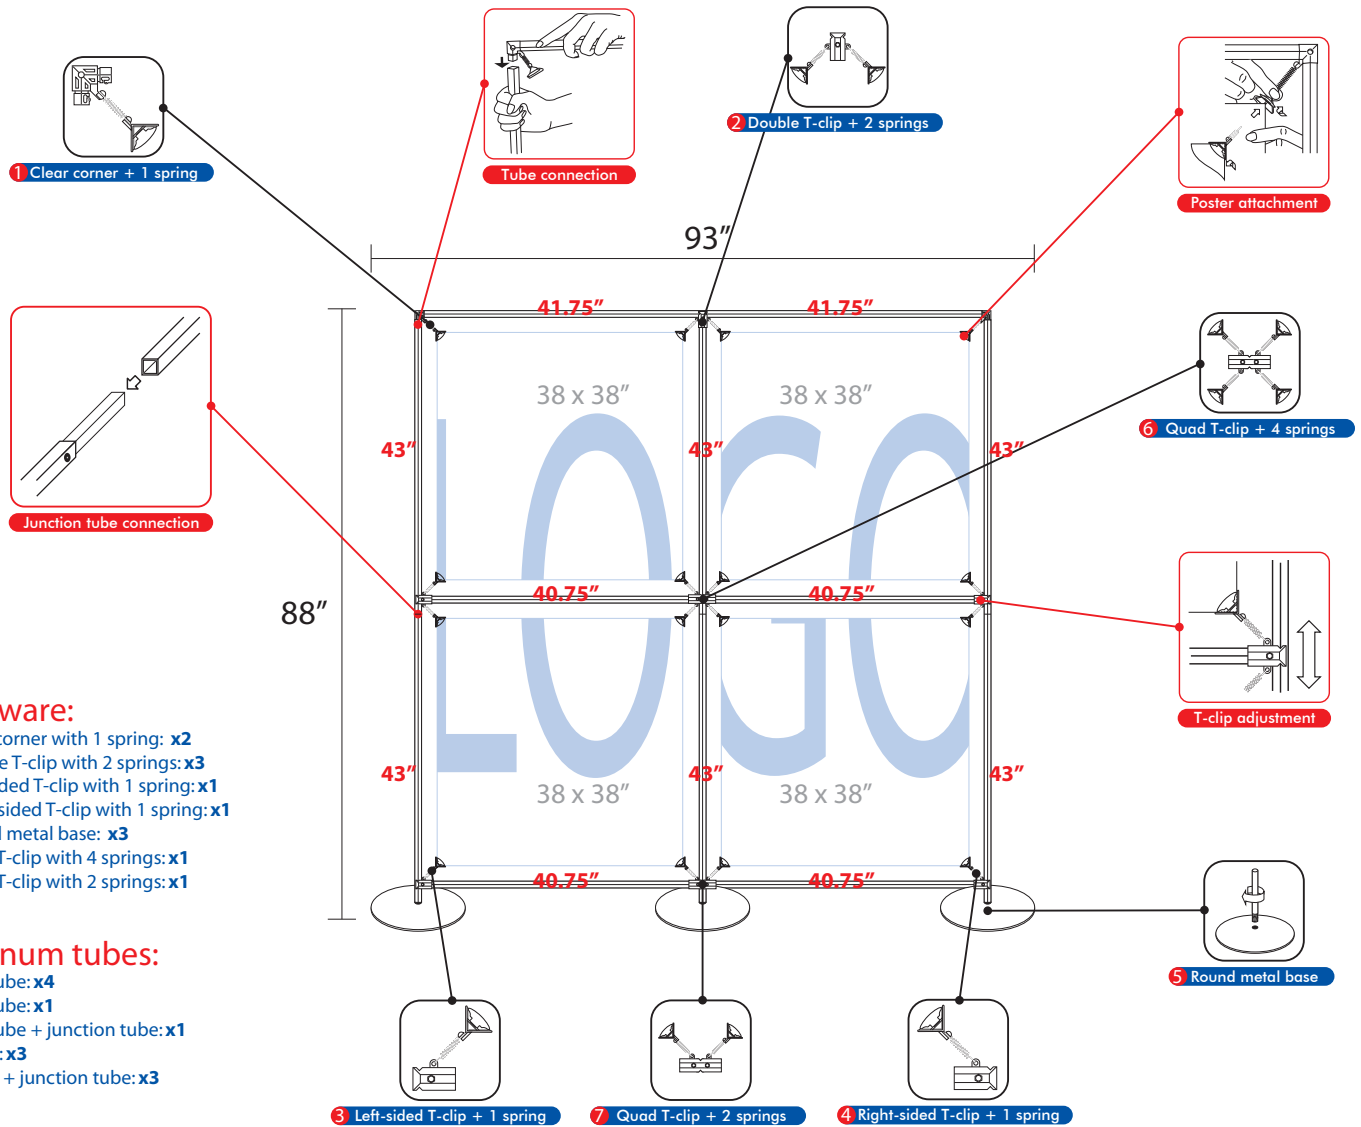 1 Clear corner + 1 spring
Tube connection
2 Double T-clip + 2 springs
Poster attachment
93”
41.75” 41.75”
38 x 38” 38 x 38”
LOGO
43” 43” 43”
Junction tube connection
6 Quad T-clip + 4 springs
40.75” 40.75”
88”
LOGO
T-clip adjustment
43” 43” 43”
38 x 38” 38 x 38”
40.75” 40.75”
ware:
corner with 1 spring: x2
e T-clip with 2 springs: x3
ded T-clip with 1 spring: x1
sided T-clip with 1 spring: x1
l metal base: x3
T-clip with 4 springs: x1
T-clip with 2 springs: x1
num tubes:
ube: x4
ube: x1
ube + junction tube: x1
: x3
+ junction tube: x3
5 Round metal base
3 Left-sided T-clip + 1 spring
7 Quad T-clip + 2 springs
4 Right-sided T-clip + 1 spring